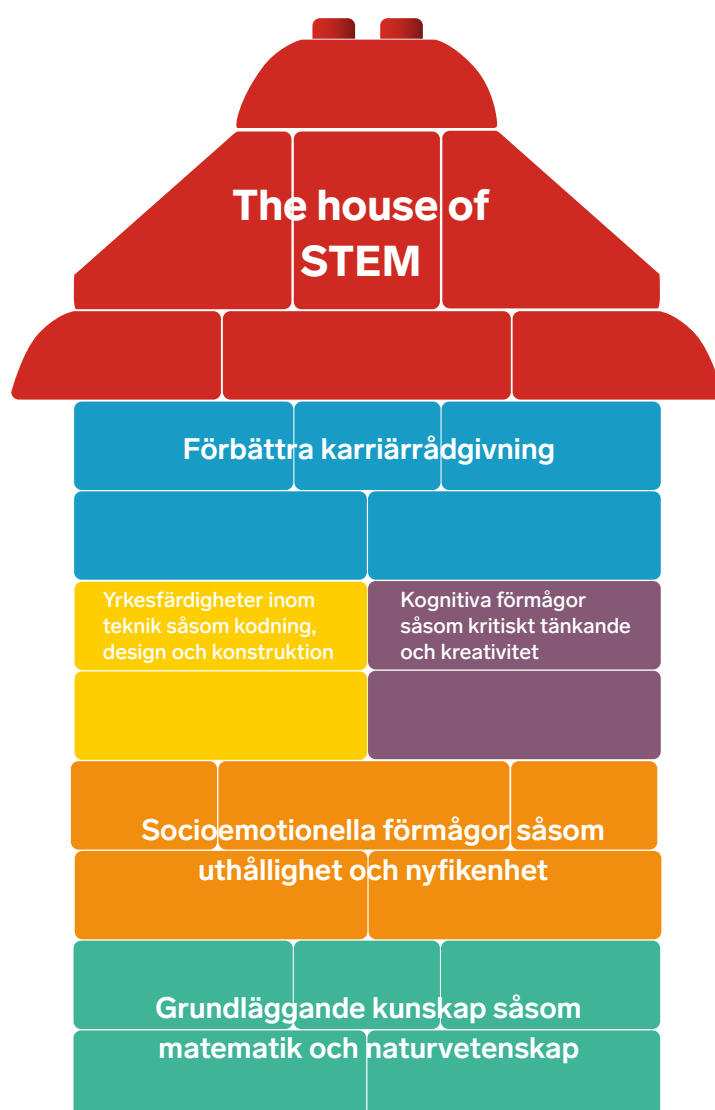 The house of
STEM
Förbättra karriärrådgivning
Yrkesfärdigheter inom
teknik såsom kodning,
design och konstruktion
Kognitiva förmågor
såsom kritiskt tänkande
och kreativitet
Socioemotionella förmågor såsom
uthållighet och nyfikenhet
Grundläggande kunskap såsom
matematik och naturvetenskap